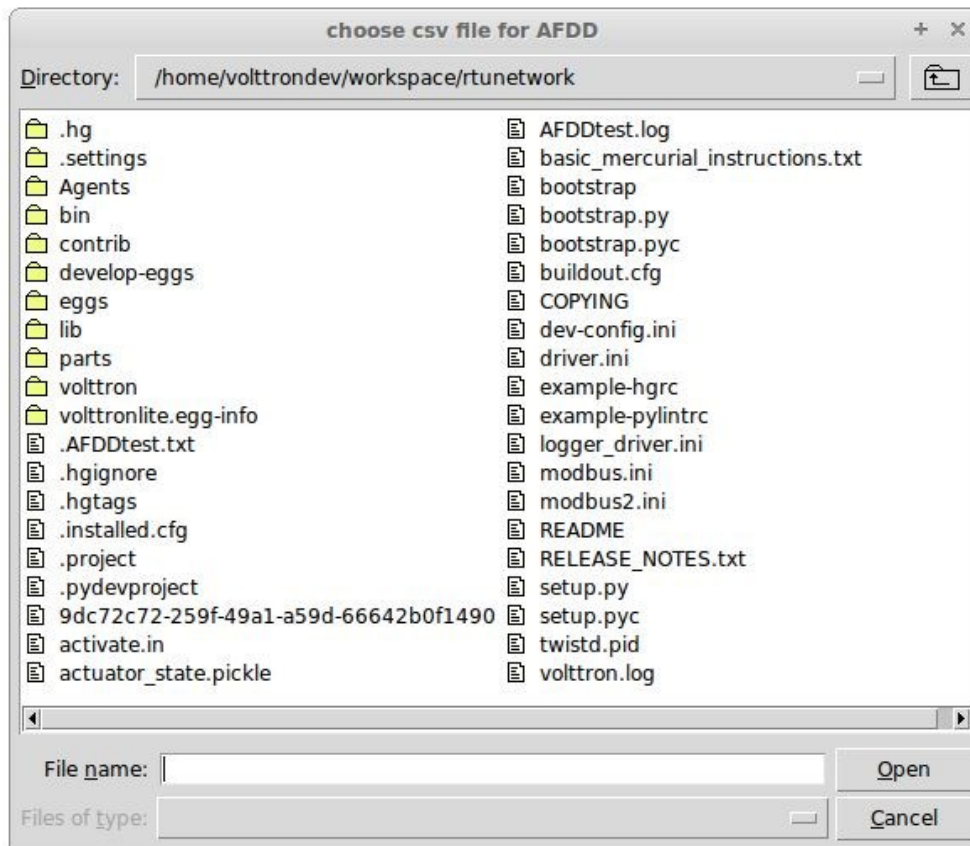 choose csv file for AFDD
Directory: /home/volttrondev/workspace/rtunetwork
.hg
.settings
Agents
bin
contrib
develop-eggs
eggs
lib
parts
volttron
volttronlite.egg-info
.AFDDtest.txt
.hgignore
.hgtags
.installed.cfg
.project
.pydevproject
9dc72c72-259f-49a1-a59d-66642b0f1490
activate.in
actuator_state.pickle
AFDDtest.log
basic_mercurial_instructions.txt
bootstrap
bootstrap.py
bootstrap.pyc
buildout.cfg
COPYING
dev-config.ini
driver.ini
example-hgrc
example-pylintrc
logger_driver.ini
modbus.ini
modbus2.ini
README
RELEASE_NOTES.txt
setup.py
setup.pyc
twistd.pid
volttron.log
File name: Open
Files of type: Cancel